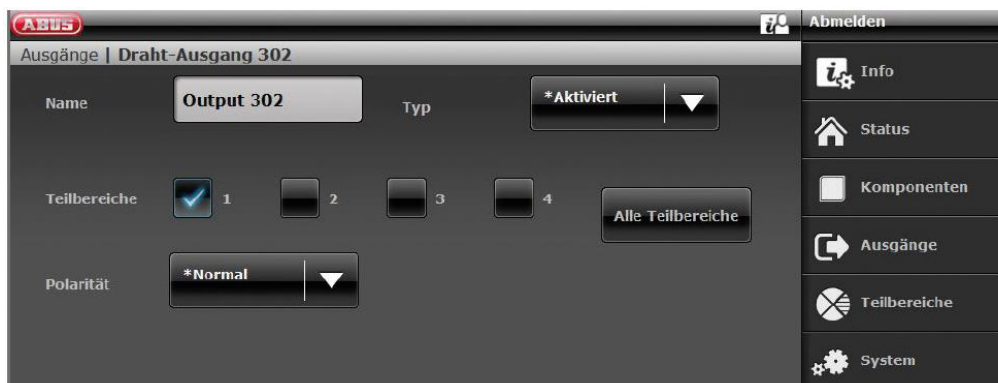 ABUS
Ausgänge | Draht-Ausgang 302
Name
Output 302
Typ
*Aktiviert
Teilbereiche
1
2
3
4
Alle Teilbereiche
Polarität
*Normal
Abmelden
Info
Status
Komponenten
Ausgänge
Teilbereiche
System